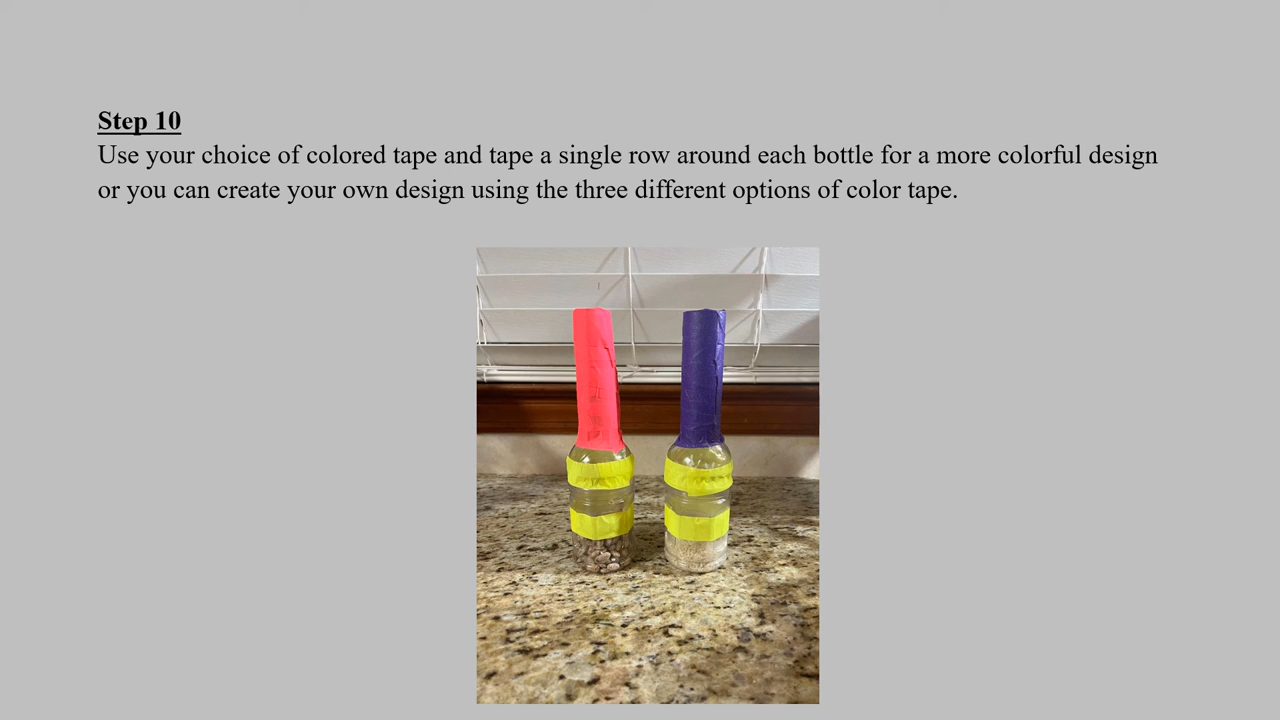 Step 10
Use your choice of colored tape and tape a single row around each bottle for a more colorful design
or you can create your own design using the three different options of color tape.